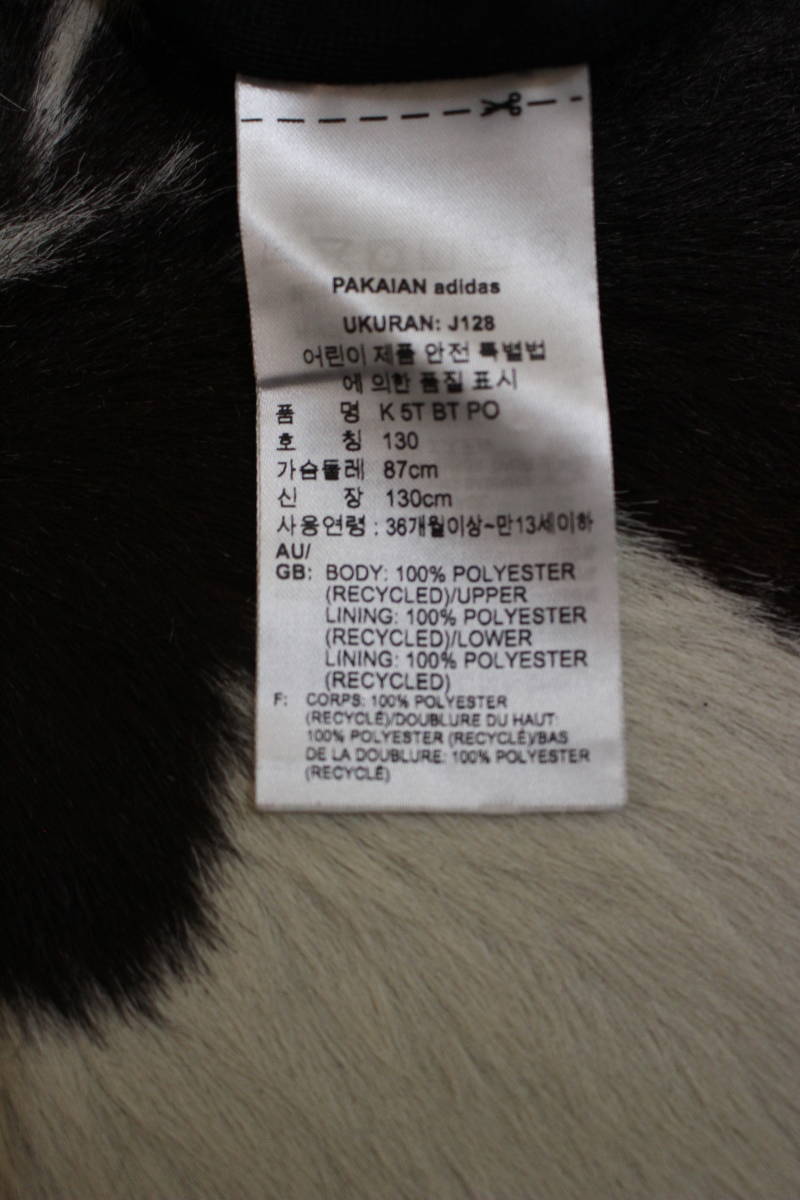 PAKAIAN adidas
UKURAN: J128
어린이 제품 안전 특별법
에 의한 품질 표시
품 명 K 5T BT PO
호 칭 130
가슴둘레 87cm
신 장 130cm
사용연령 : 36개월이상~만13세이하
AU/
GB: BODY: 100% POLYESTER
(RECYCLED)/UPPER
LINING: 100% POLYESTER
(RECYCLED)/LOWER
LINING: 100% POLYESTER
(RECYCLED)
F: CORPS: 100% POLYESTER
(RECYCLÉ)/DOUBLURE DU HAUT:
100% POLYESTER (RECYCLÉ)/BAS
DE LA DOUBLURE: 100% POLYESTER
(RECYCLÉ)